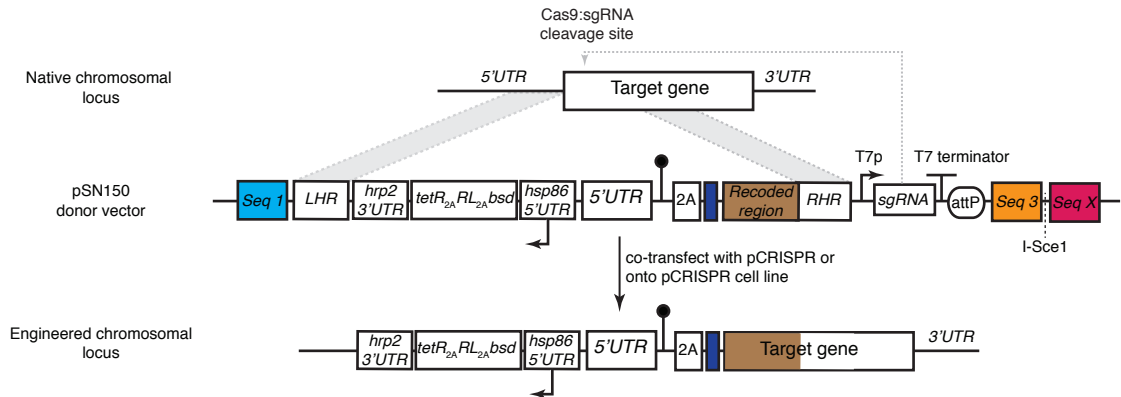 Cas9:sgRNA
cleavage site
Native chromosomal
locus
5'UTR
Target gene
3'UTR
T7p
T7 terminator
pSN150
donor vector
Seq 1
LHR
hrp2
3'UTR
tetR2ARL2Absd
hsp86
5'UTR
5'UTR
2A
Recoded
region
RHR
sgRNA
attP
Seq 3
Seq X
I-Sce1
co-transfect with pCRISPR or
onto pCRISPR cell line
Engineered chromosomal
locus
hrp2
3'UTR
tetR2ARL2Absd
hsp86
5'UTR
5'UTR
2A
Target gene
3'UTR